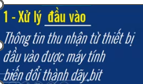 1 - Xử lý đầu vào
Thông tin thu nhận từ thiết bị
đầu vào được máy tính
biến đổi thành dãy bit